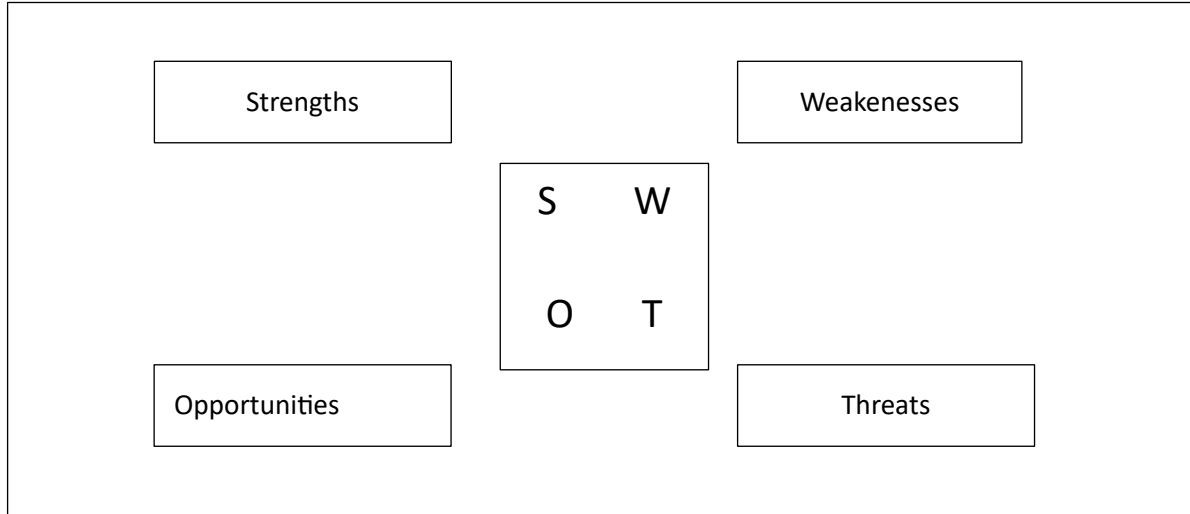 Strengths
Weakenesses
S W
O T
Opportunities
Threats